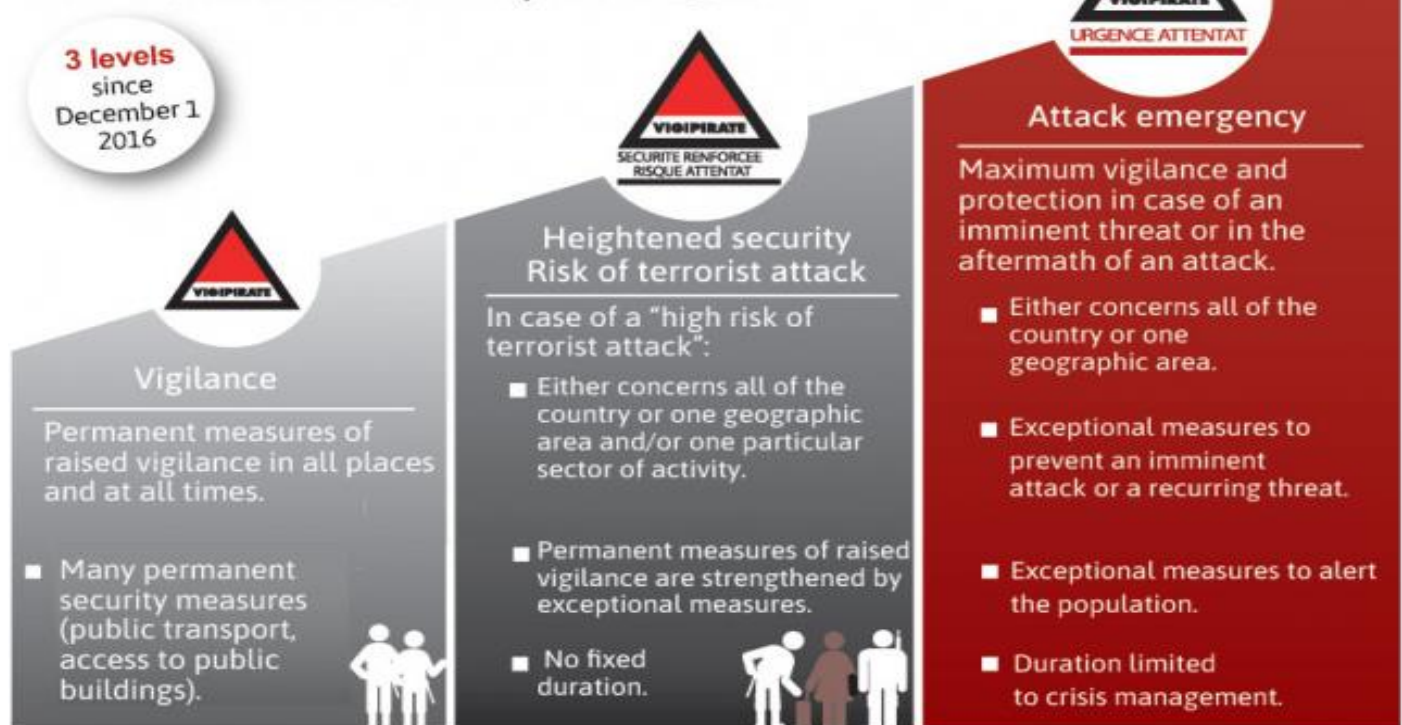 3 levels
since
December 1
2016
VIGIPIRATE
Vigilance
Permanent measures of
raised vigilance in all places
and at all times.
Many permanent
security measures
(public transport,
access to public
buildings).
VIGIPIRATE
SECURITE RENFORCEE
RISQUE ATTENTAT
Heightened security
Risk of terrorist attack
In case of a “high risk of
terrorist attack”:
Either concerns all of the
country or one geographic
area and/or one particular
sector of activity.
Permanent measures of raised
vigilance are strengthened by
exceptional measures.
No fixed
duration.
VIGIPIRATE
URGENCE ATTENTAT
Attack emergency
Maximum vigilance and
protection in case of an
imminent threat or in the
aftermath of an attack.
Either concerns all of the
country or one
geographic area.
Exceptional measures to
prevent an imminent
attack or a recurring threat.
Exceptional measures to alert
the population.
Duration limited
to crisis management.